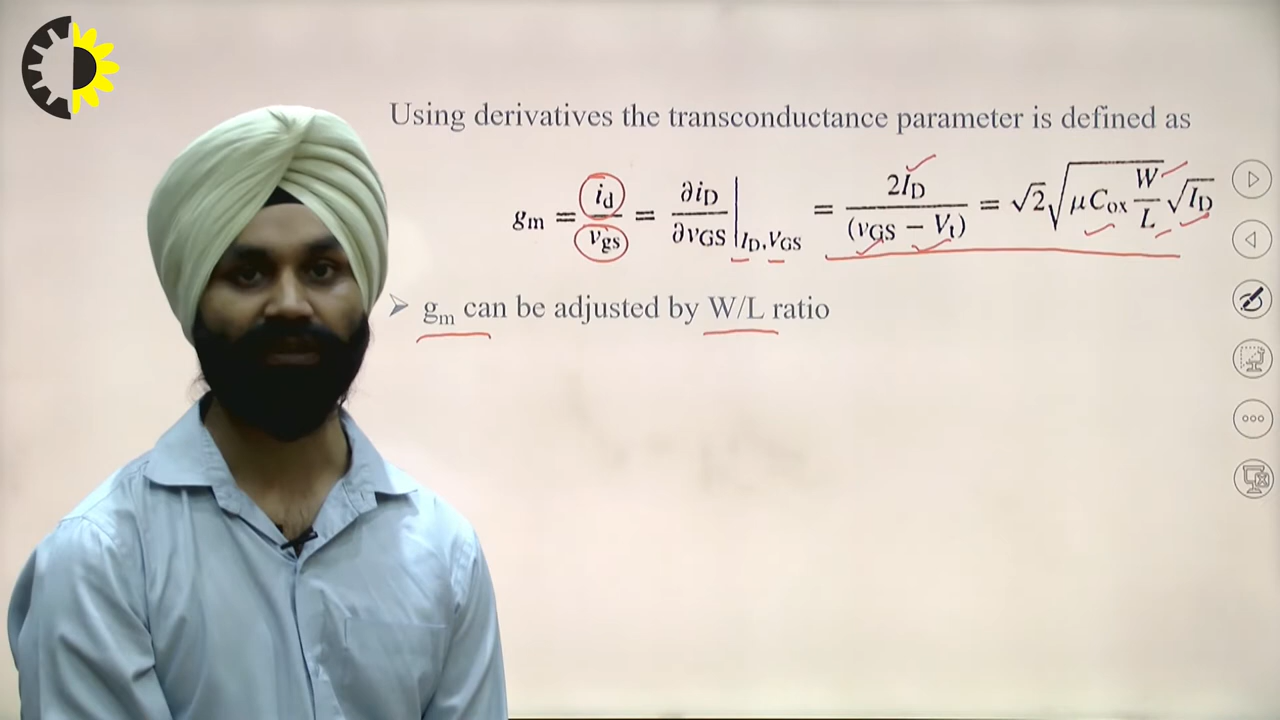 Using derivatives the transconductance parameter is defined as
gm = id / vgs = ∂iD / ∂vGS | ID,VGS = 2ID / (vGS − Vt) = √2 √(μCox W/L) √ID
➢ gm can be adjusted by W/L ratio